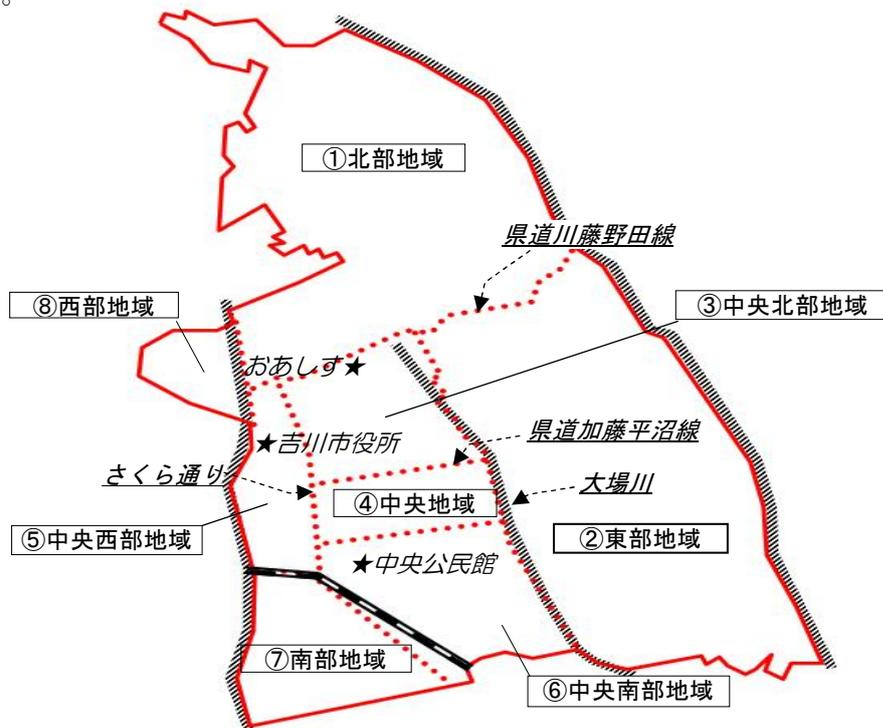 。
①北部地域
県道川藤野田線
⑧西部地域
③中央北部地域
おあしす★
★吉川市役所
県道加藤平沼線
さくら通り
④中央地域
大場川
⑤中央西部地域
②東部地域
★中央公民館
⑦南部地域
⑥中央南部地域